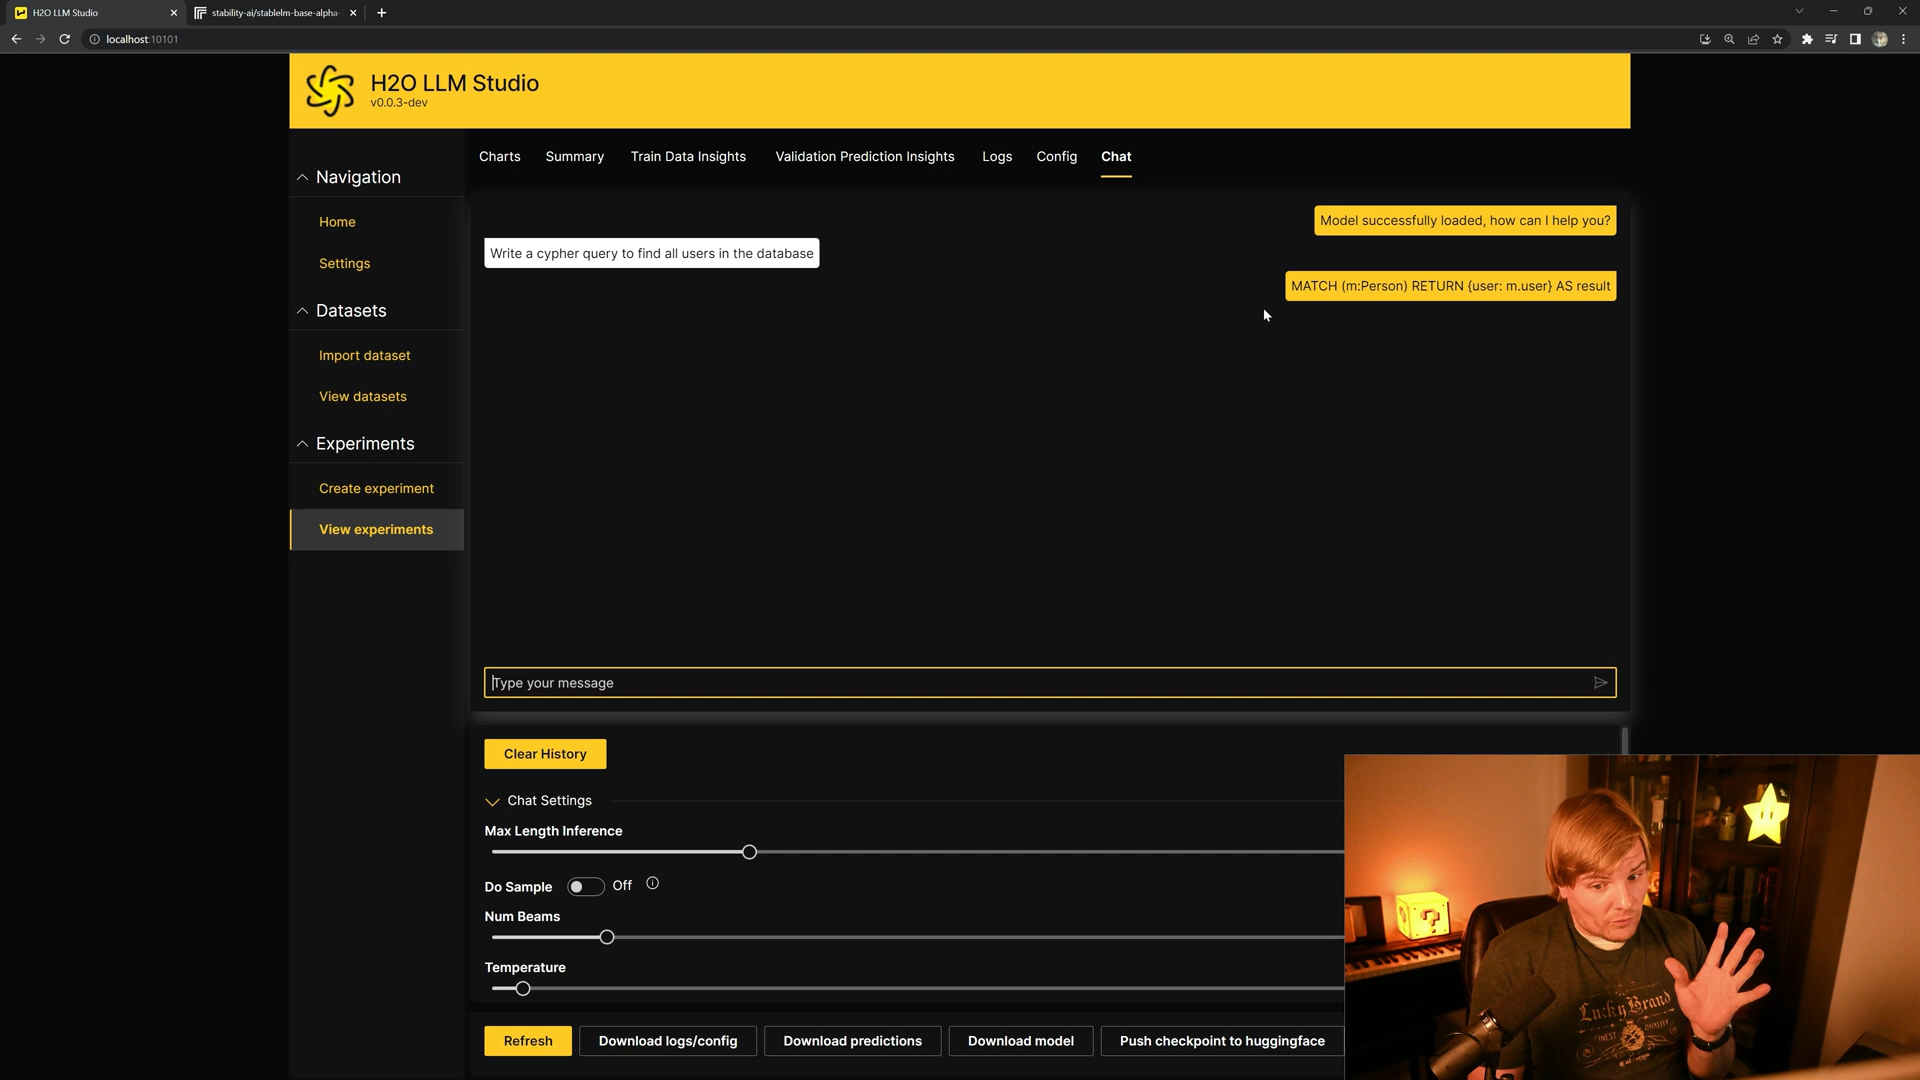 H2O LLM Studio
stability-ai/stablelm-base-alpha-
localhost:10101
H2O LLM Studio
v0.0.3-dev
Navigation
Home
Settings
Datasets
Import dataset
View datasets
Experiments
Create experiment
View experiments
Charts
Summary
Train Data Insights
Validation Prediction Insights
Logs
Config
Chat
Model successfully loaded, how can I help you?
Write a cypher query to find all users in the database
MATCH (m:Person) RETURN {user: m.user} AS result
Type your message
Clear History
Chat Settings
Max Length Inference
Do Sample
Off
Num Beams
Temperature
Refresh
Download logs/config
Download predictions
Download model
Push checkpoint to huggingface
?
Lucky Brand